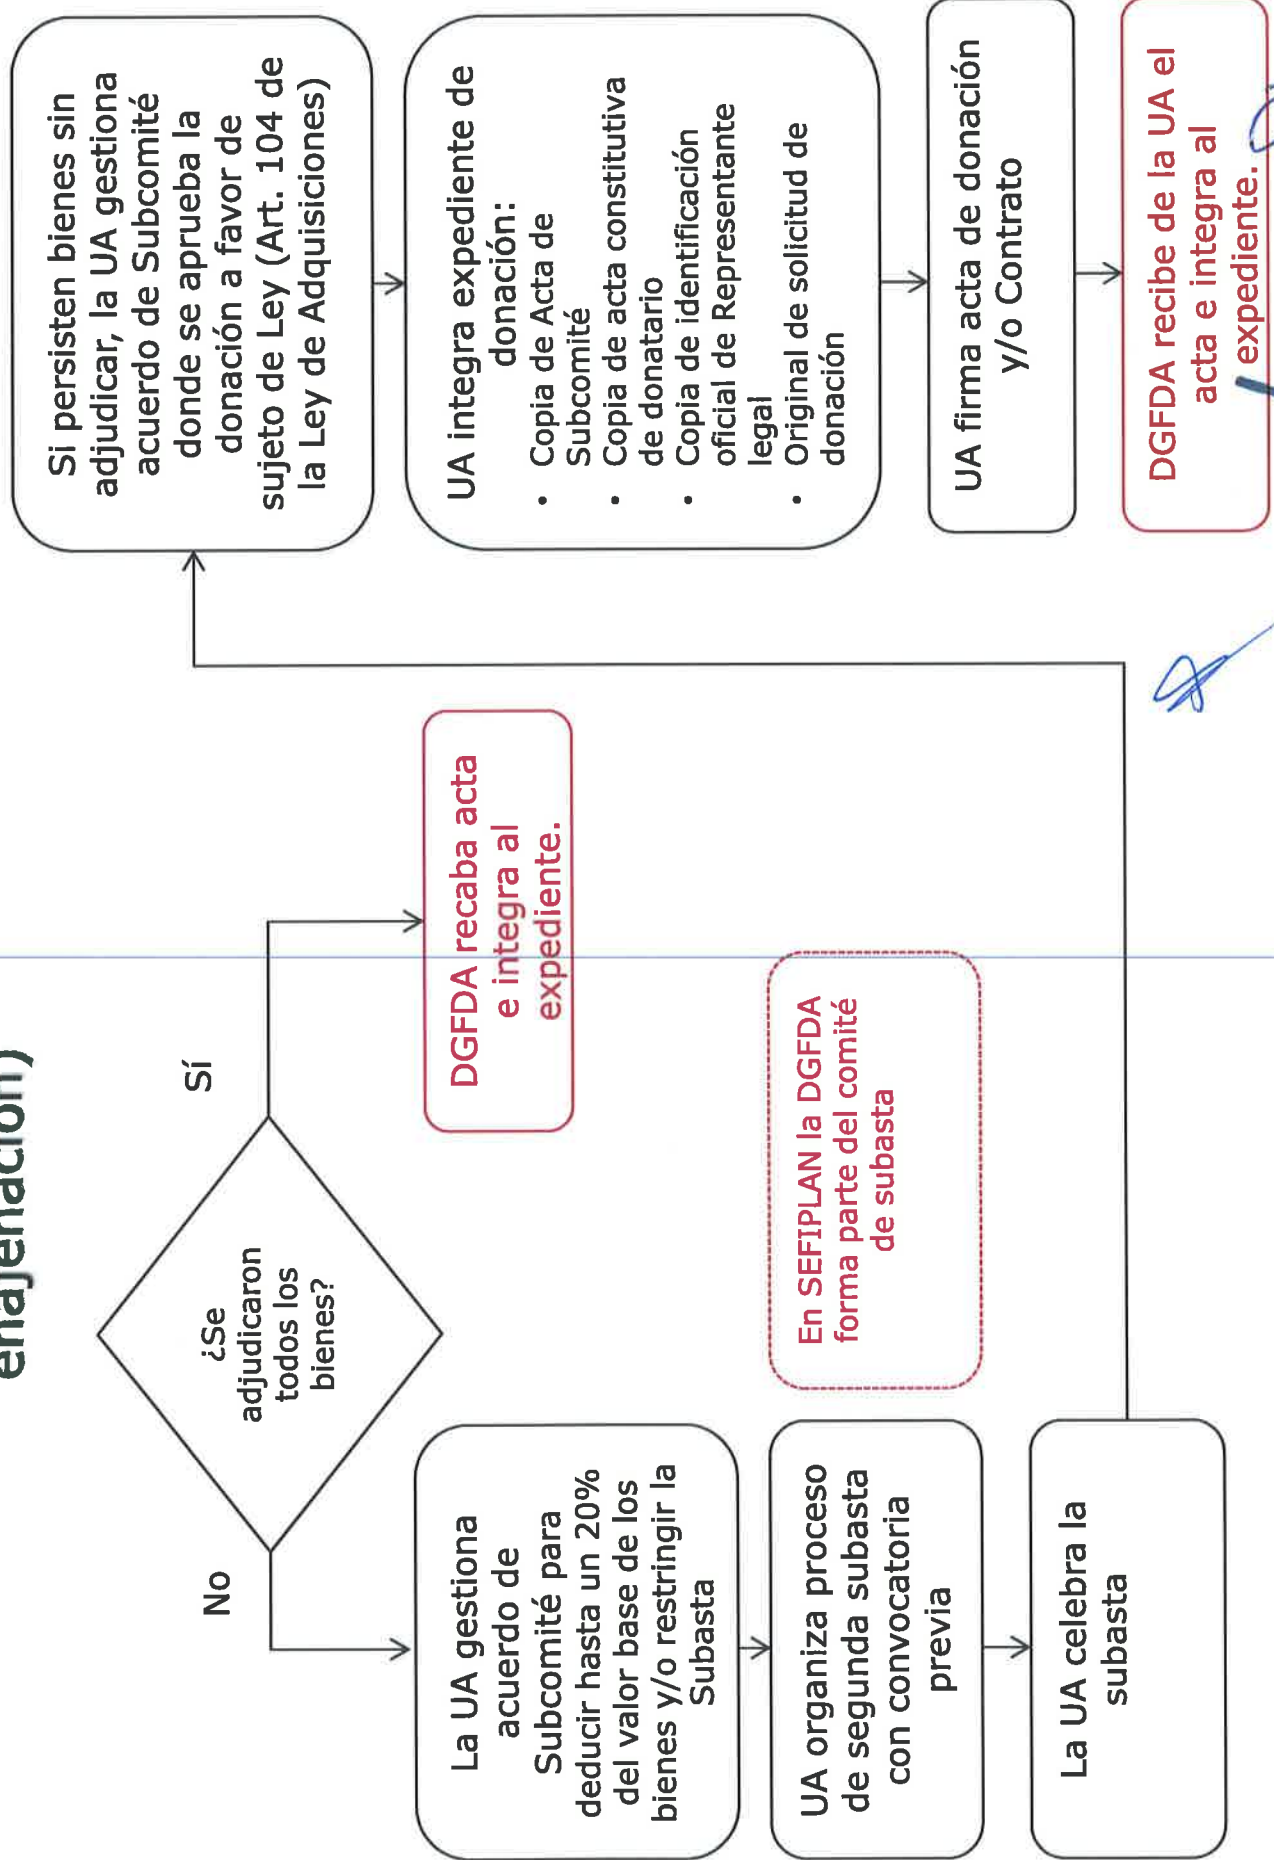 enajenación)
¿Se
adjudicaron
todos los
bienes?
No
Sí
La UA gestiona
acuerdo de
Subcomité para
deducir hasta un 20%
del valor base de los
bienes y/o restringir la
Subasta
UA organiza proceso
de segunda subasta
con convocatoria
previa
La UA celebra la
subasta
DGFDA recaba acta
e integra al
expediente.
En SEFIPLAN la DGFDA
forma parte del comité
de subasta
Si persisten bienes sin
adjudicar, la UA gestiona
acuerdo de Subcomité
donde se aprueba la
donación a favor de
sujeto de Ley (Art. 104 de
la Ley de Adquisiciones)
UA integra expediente de
donación:
• Copia de Acta de
Subcomité
• Copia de acta constitutiva
de donatario
• Copia de identificación
oficial de Representante
legal
• Original de solicitud de
donación
UA firma acta de donación
y/o Contrato
DGFDA recibe de la UA el
acta e integra al
expediente.